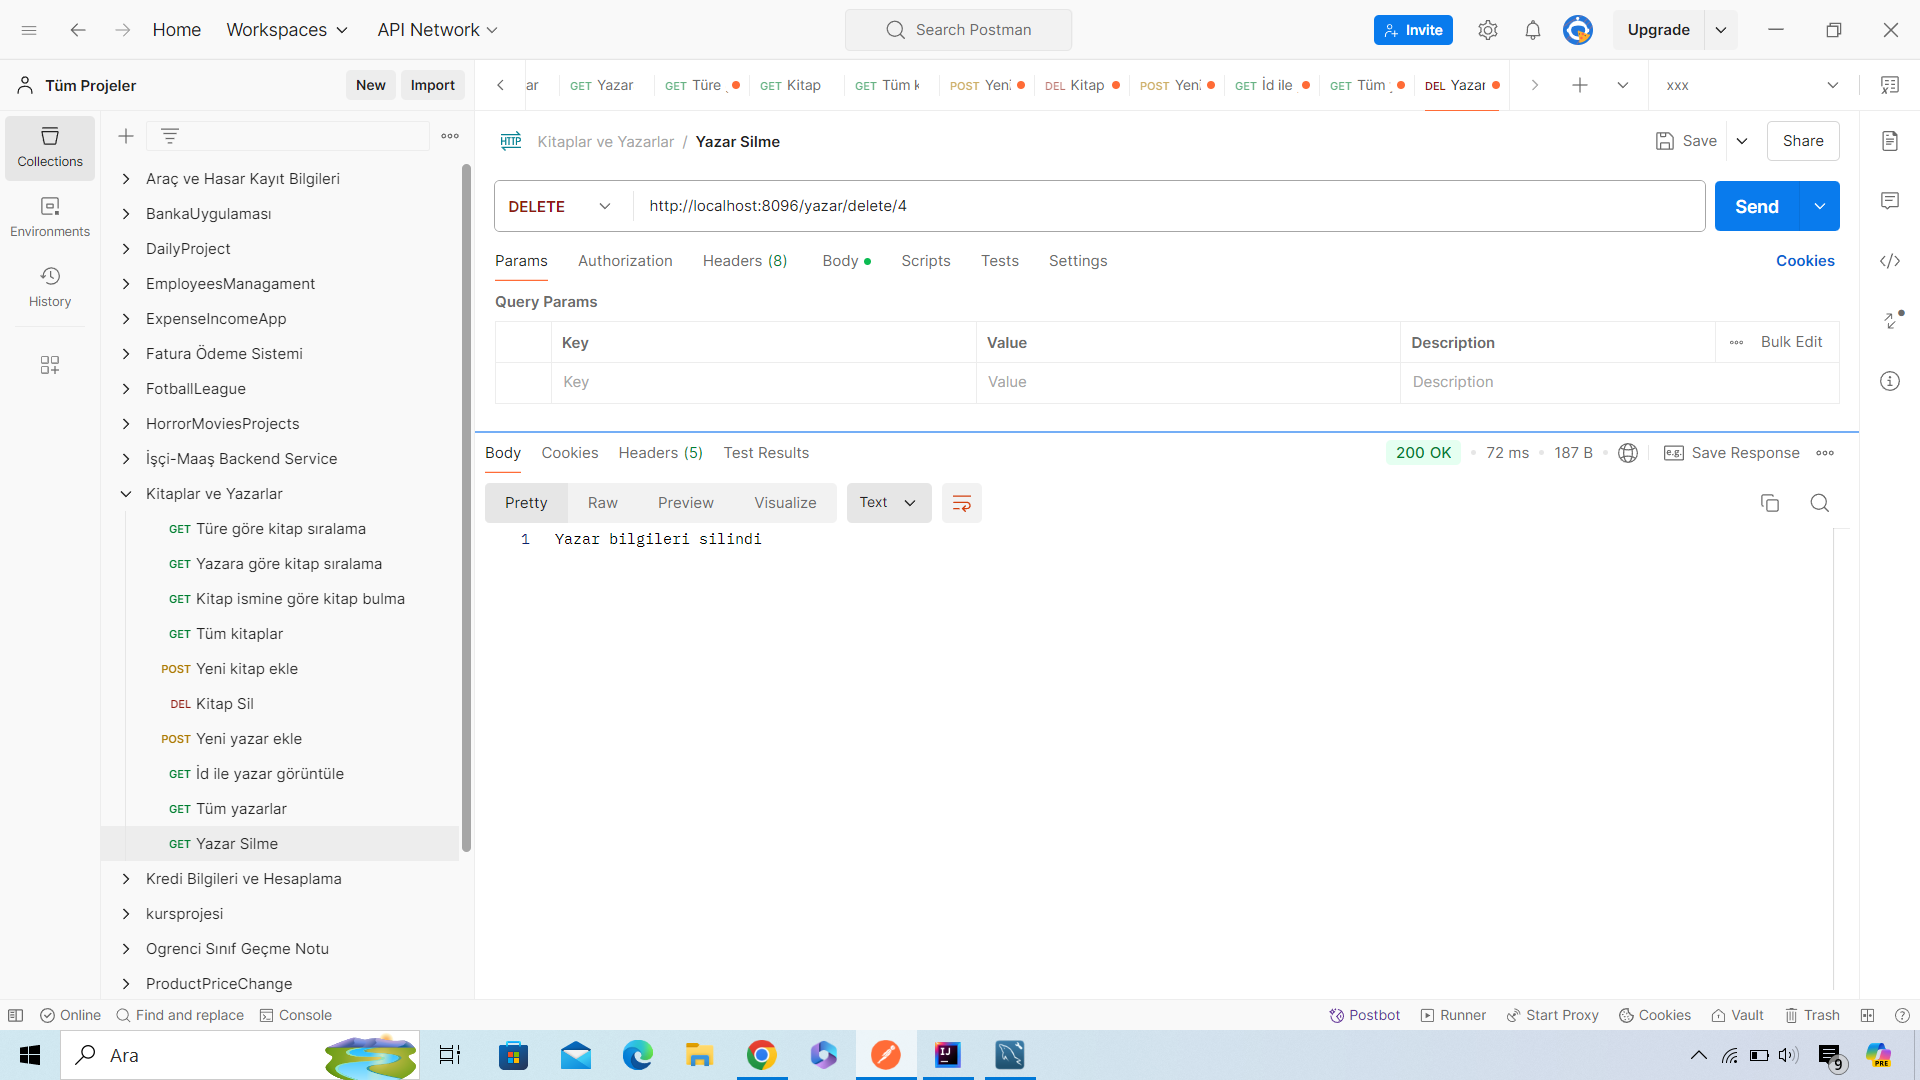 Home Workspaces API Network Search Postman Invite Upgrade
Tüm Projeler New Import
ar GET Yazar GET Türe GET Kitap GET Tüm k POST Yeni DEL Kitap POST Yeni GET İd ile GET Tüm DEL Yazar xxx
HTTP Kitaplar ve Yazarlar / Yazar Silme Save Share
Collections
Environments
History
Araç ve Hasar Kayıt Bilgileri
BankaUygulaması
DailyProject
EmployeesManagament
ExpenseIncomeApp
Fatura Ödeme Sistemi
FotballLeague
HorrorMoviesProjects
İşçi-Maaş Backend Service
Kitaplar ve Yazarlar
GET Türe göre kitap sıralama
GET Yazara göre kitap sıralama
GET Kitap ismine göre kitap bulma
GET Tüm kitaplar
POST Yeni kitap ekle
DEL Kitap Sil
POST Yeni yazar ekle
GET İd ile yazar görüntüle
GET Tüm yazarlar
GET Yazar Silme
Kredi Bilgileri ve Hesaplama
kursprojesi
Ogrenci Sınıf Geçme Notu
ProductPriceChange
DELETE http://localhost:8096/yazar/delete/4 Send
Params Authorization Headers (8) Body Scripts Tests Settings Cookies
Query Params
Key Value Description Bulk Edit
Key Value Description
Body Cookies Headers (5) Test Results 200 OK 72 ms 187 B e.g. Save Response
Pretty Raw Preview Visualize Text
1 Yazar bilgileri silindi
Online Find and replace Console Postbot Runner Start Proxy Cookies Vault Trash
Ara IJ 9 PRE